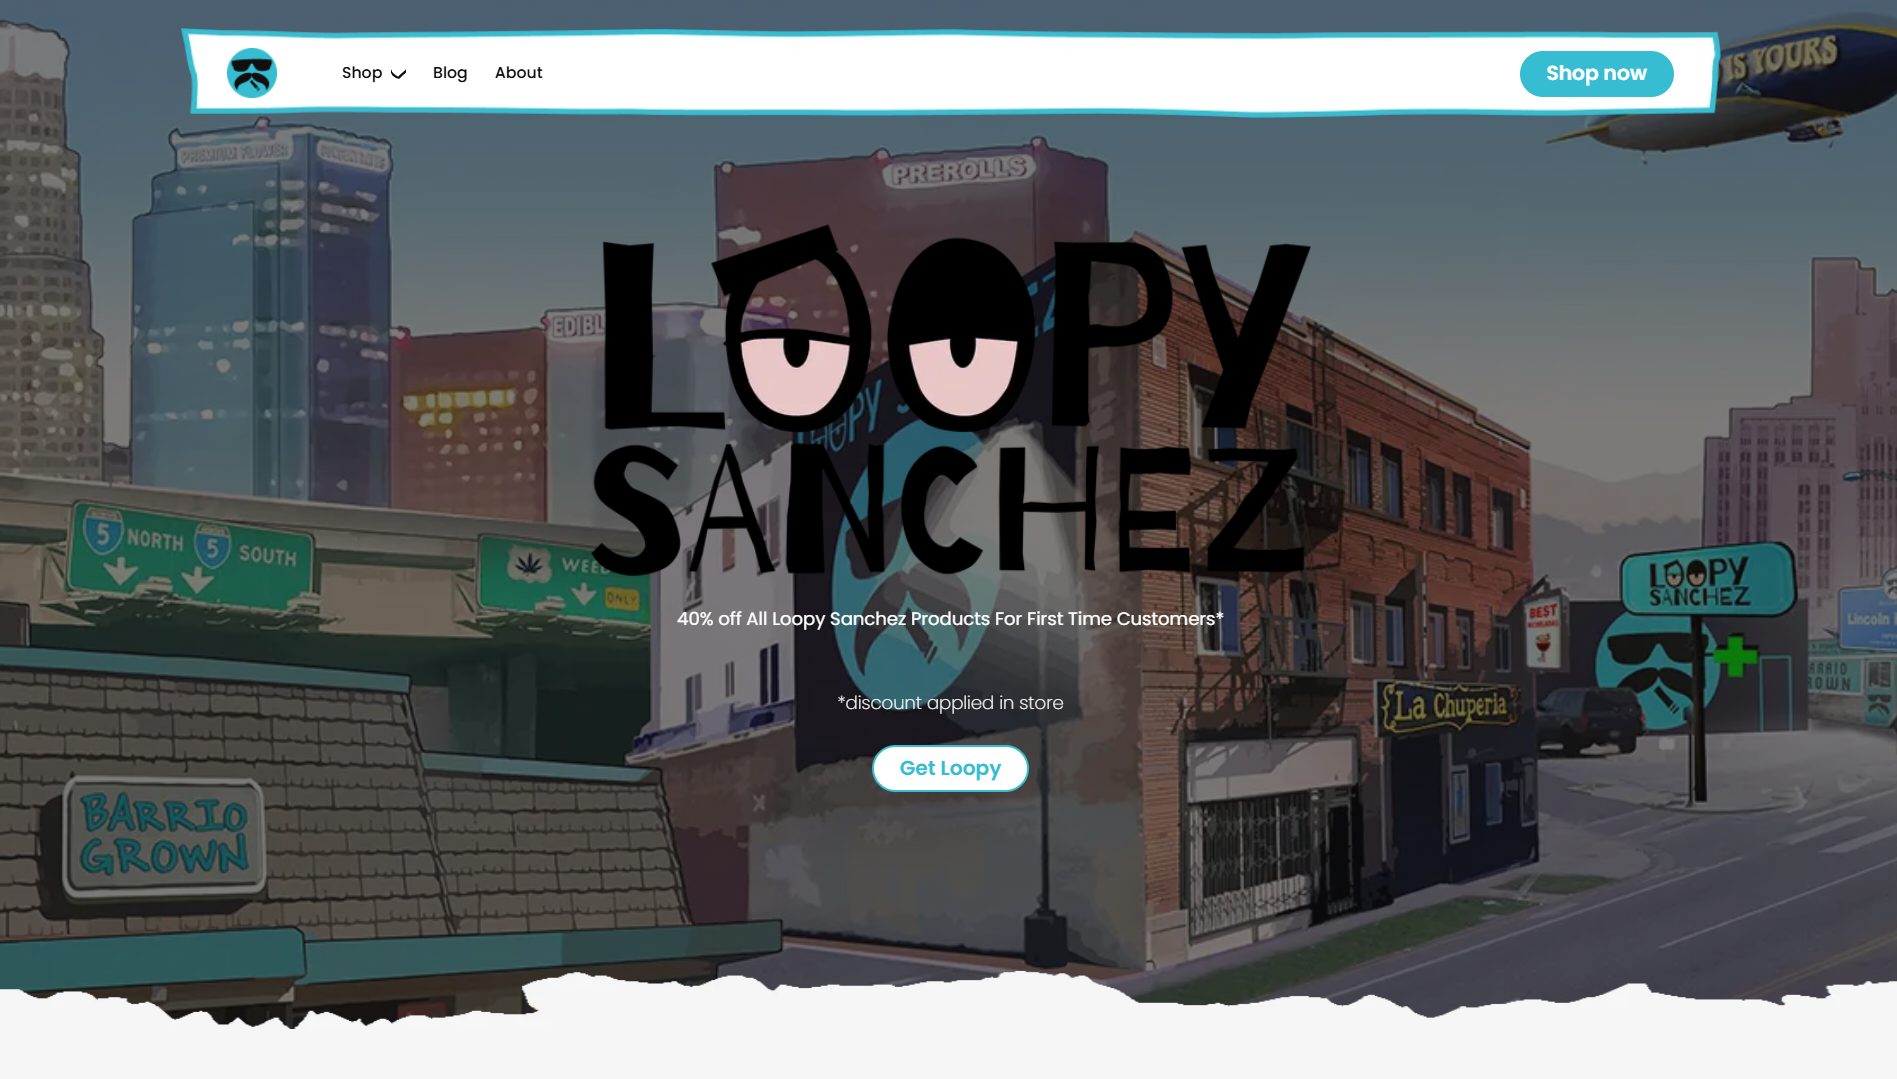 Shop
Blog
About
Shop now
IS YOURS
PREMIUM FLOWER
PREROLLS
EDIBL
LOOPY
SANCHEZ
5 NORTH 5 SOUTH
WEED
ONLY
LOOPY
SANCHEZ
BEST
Lincoln
40% off All Loopy Sanchez Products For First Time Customers*
BARRIO
GROWN
La Chuperia
*discount applied in store
Get Loopy
BARRIO
GROWN